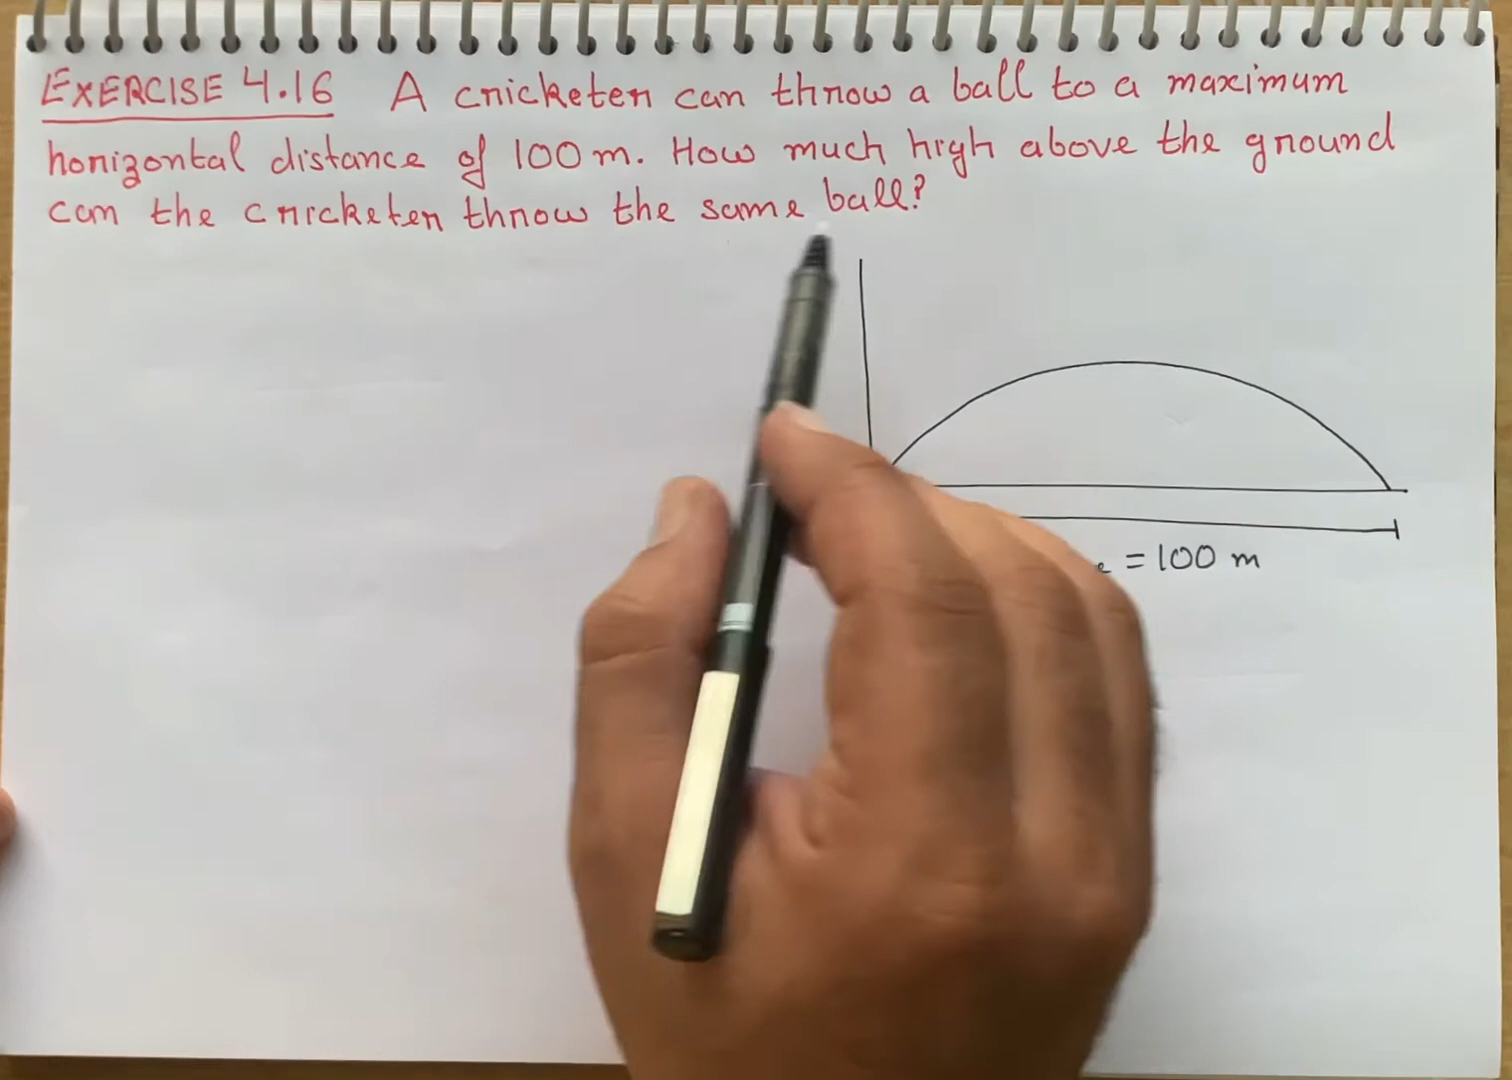 EXERCISE 4.16 A cricketer can throw a ball to a maximum
horizontal distance of 100 m. How much high above the ground
can the cricketer throw the same ball?
= 100 m